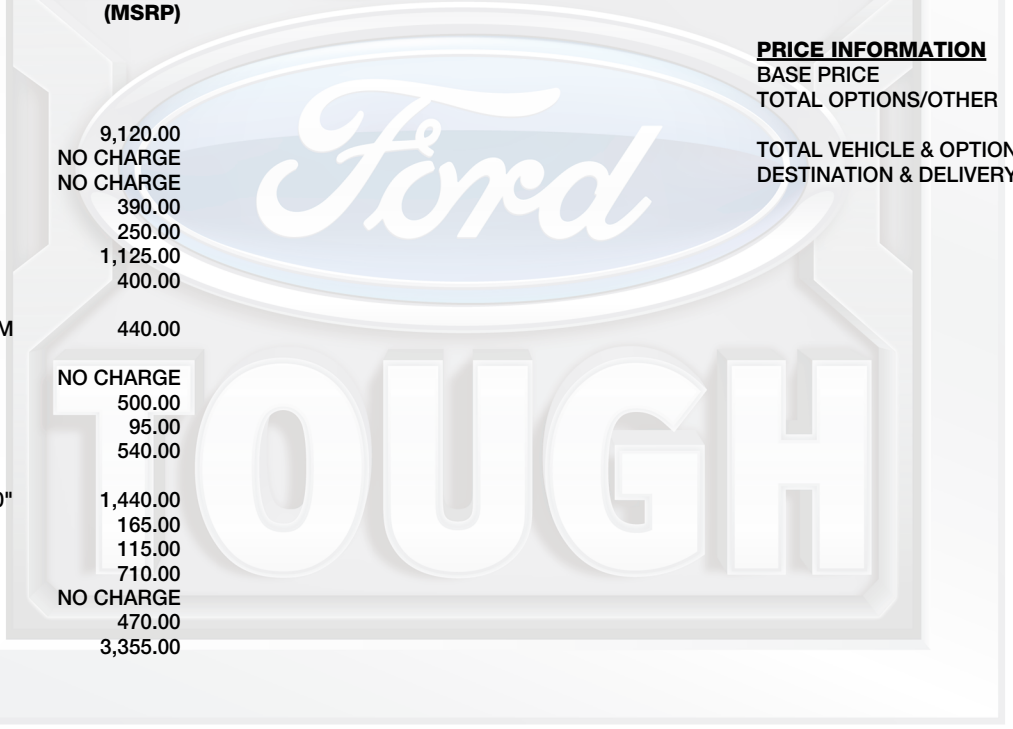 (MSRP)
9,120.00
NO CHARGE
NO CHARGE
390.00
250.00
1,125.00
400.00
M 440.00
NO CHARGE
500.00
95.00
540.00
0" 1,440.00
165.00
115.00
710.00
NO CHARGE
470.00
3,355.00
PRICE INFORMATION
BASE PRICE
TOTAL OPTIONS/OTHER
TOTAL VEHICLE & OPTION
DESTINATION & DELIVERY
Ford
TOUGH